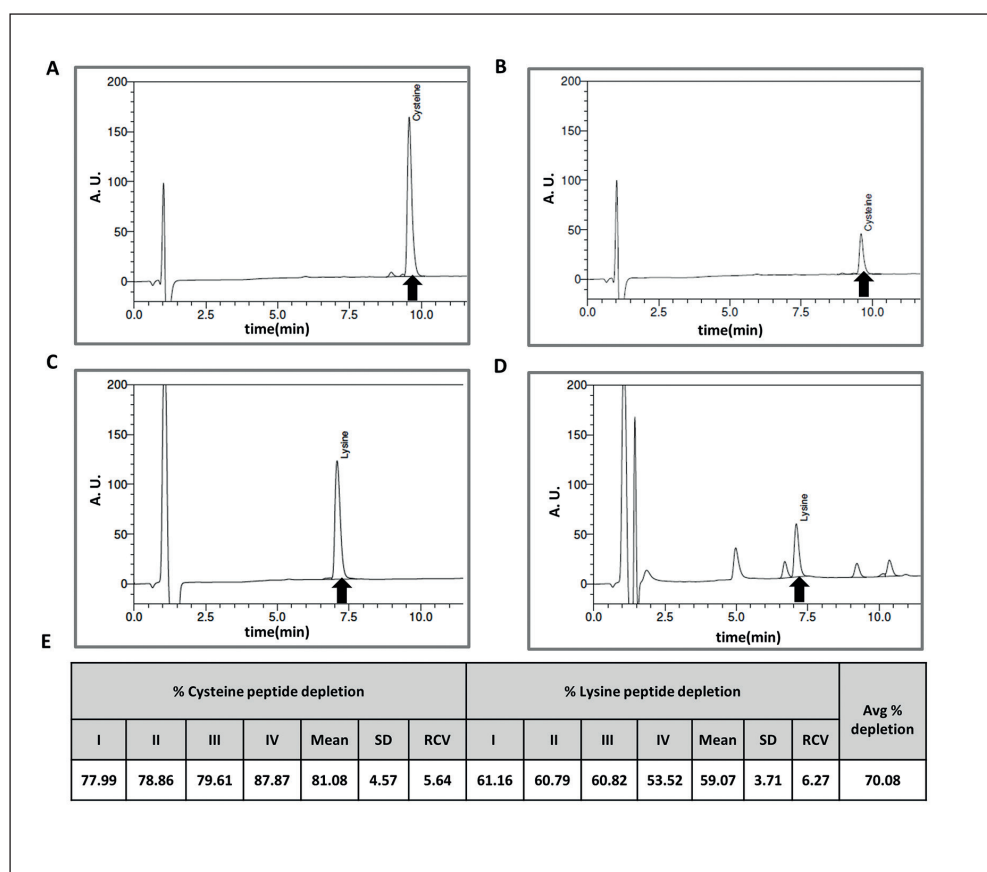 A
200
150
100
50
0
A. U.
Cysteine
0.0 2.5 5.0 7.5 10.0
time(min)
B
200
150
100
50
0
A. U.
Cysteine
0.0 2.5 5.0 7.5 10.0
time(min)
C
200
150
100
50
0
A. U.
Lysine
0.0 2.5 5.0 7.5 10.0
time(min)
D
200
150
100
50
0
A. U.
Lysine
0.0 2.5 5.0 7.5 10.0
time(min)
E
% Cysteine peptide depletion % Lysine peptide depletion Avg % depletion
I II III IV Mean SD RCV I II III IV Mean SD RCV
77.99 78.86 79.61 87.87 81.08 4.57 5.64 61.16 60.79 60.82 53.52 59.07 3.71 6.27 70.08